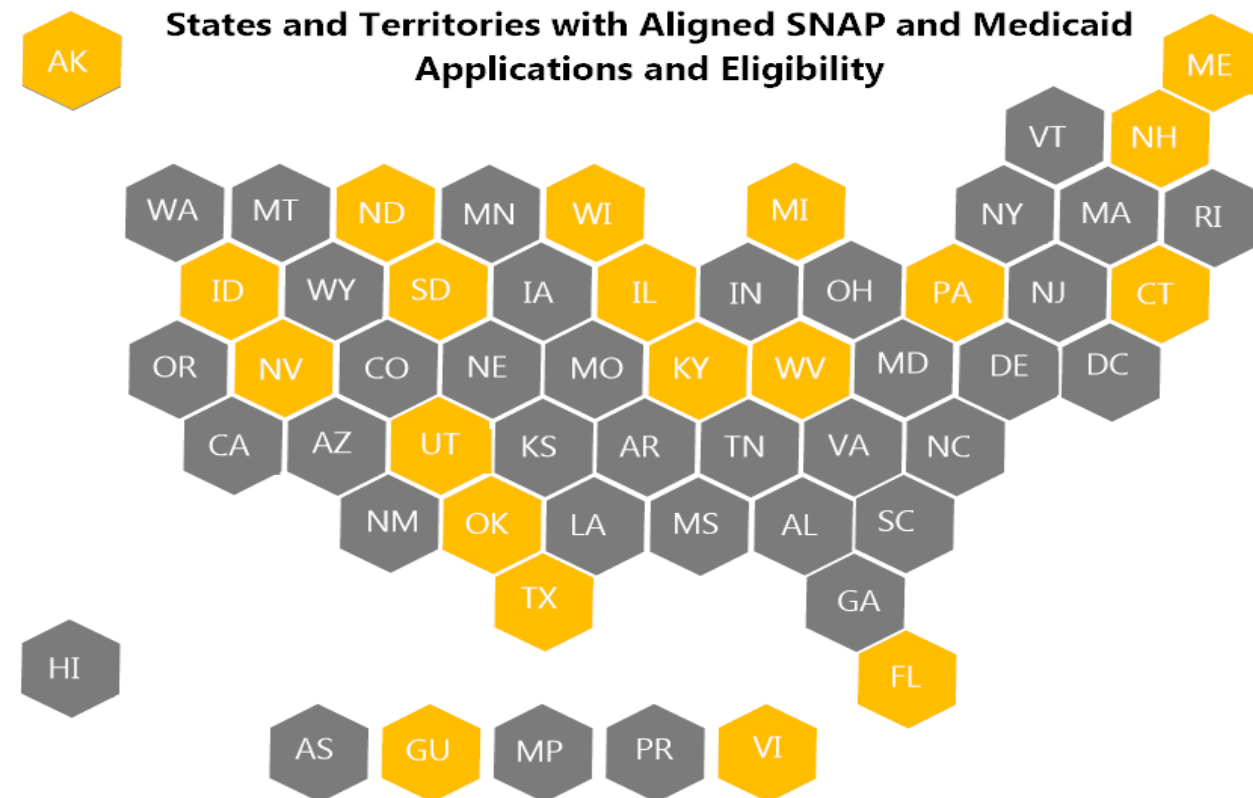 States and Territories with Aligned SNAP and Medicaid
Applications and Eligibility
AK
ME
VT NH
WA MT ND MN WI MI NY MA RI
ID WY SD IA IL IN OH PA NJ CT
OR NV CO NE MO KY WV MD DE DC
CA AZ UT KS AR TN VA NC
NM OK LA MS AL SC
TX GA
HI FL
AS GU MP PR VI